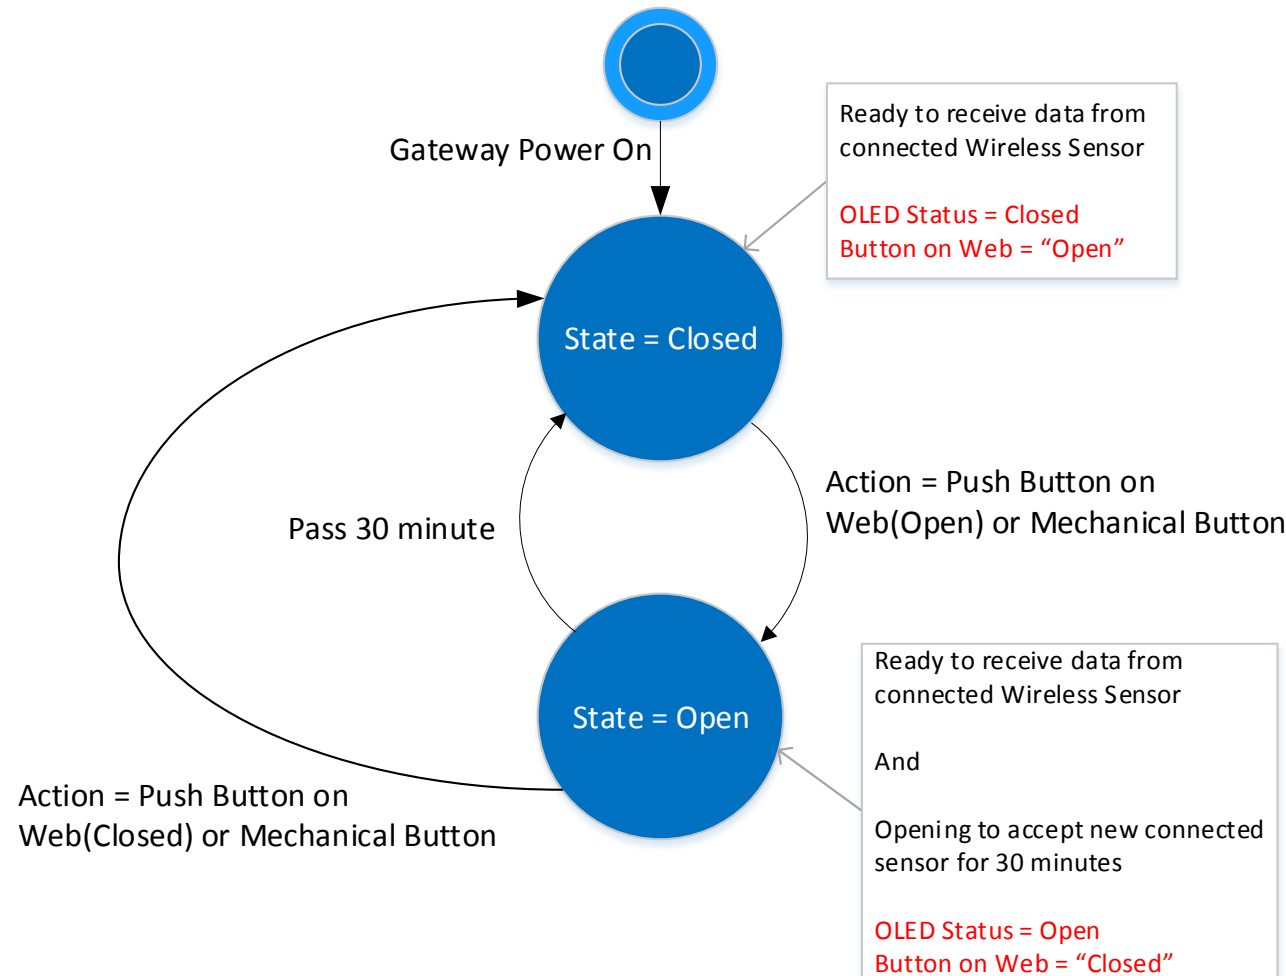 Gateway Power On
Ready to receive data from
connected Wireless Sensor
OLED Status = Closed
Button on Web = “Open”
State = Closed
Pass 30 minute
Action = Push Button on
Web(Open) or Mechanical Button
State = Open
Ready to receive data from
connected Wireless Sensor
And
Opening to accept new connected
sensor for 30 minutes
OLED Status = Open
Button on Web = “Closed”
Action = Push Button on
Web(Closed) or Mechanical Button